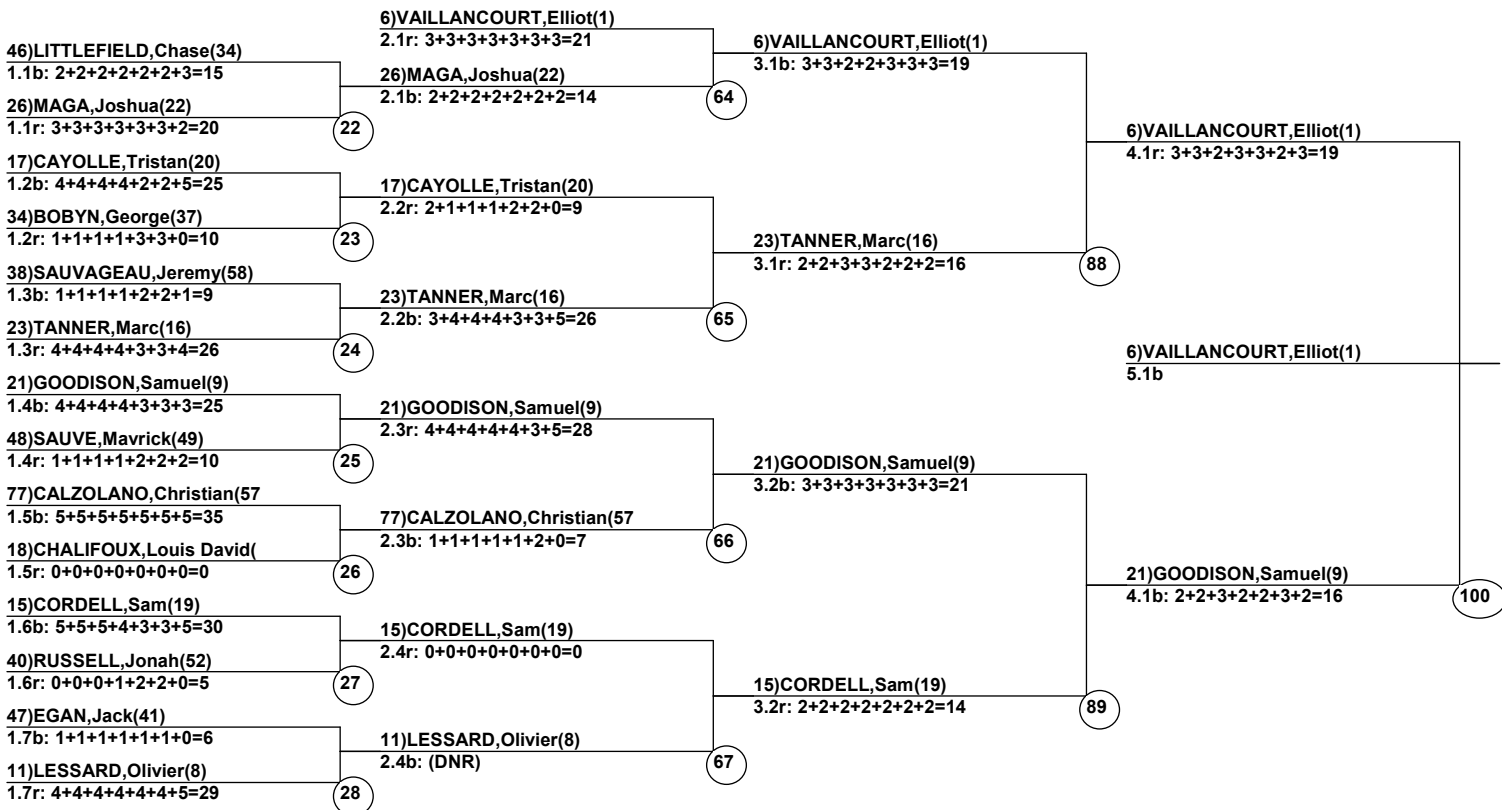 46)LITTLEFIELD,Chase(34)
1.1b: 2+2+2+2+2+2+3=15
26)MAGA,Joshua(22)
1.1r: 3+3+3+3+3+3+2=20
22
17)CAYOLLE,Tristan(20)
1.2b: 4+4+4+4+2+2+5=25
34)BOBYN,George(37)
1.2r: 1+1+1+1+3+3+0=10
23
38)SAUVAGEAU,Jeremy(58)
1.3b: 1+1+1+1+2+2+1=9
23)TANNER,Marc(16)
1.3r: 4+4+4+4+3+3+4=26
24
21)GOODISON,Samuel(9)
1.4b: 4+4+4+4+3+3+3=25
48)SAUVE,Mavrick(49)
1.4r: 1+1+1+1+2+2+2=10
25
77)CALZOLANO,Christian(57
1.5b: 5+5+5+5+5+5+5=35
18)CHALIFOUX,Louis David(
1.5r: 0+0+0+0+0+0+0=0
26
15)CORDELL,Sam(19)
1.6b: 5+5+5+4+3+3+5=30
40)RUSSELL,Jonah(52)
1.6r: 0+0+0+1+2+2+0=5
27
47)EGAN,Jack(41)
1.7b: 1+1+1+1+1+1+0=6
11)LESSARD,Olivier(8)
1.7r: 4+4+4+4+4+4+5=29
28
6)VAILLANCOURT,Elliot(1)
2.1r: 3+3+3+3+3+3+3=21
26)MAGA,Joshua(22)
2.1b: 2+2+2+2+2+2+2=14
64
17)CAYOLLE,Tristan(20)
2.2r: 2+1+1+1+2+2+0=9
23)TANNER,Marc(16)
2.2b: 3+4+4+4+3+3+5=26
65
21)GOODISON,Samuel(9)
2.3r: 4+4+4+4+4+3+5=28
77)CALZOLANO,Christian(57
2.3b: 1+1+1+1+1+2+0=7
66
15)CORDELL,Sam(19)
2.4r: 0+0+0+0+0+0+0=0
11)LESSARD,Olivier(8)
2.4b: (DNR)
67
6)VAILLANCOURT,Elliot(1)
3.1b: 3+3+2+2+3+3+3=19
23)TANNER,Marc(16)
3.1r: 2+2+3+3+2+2+2=16
88
21)GOODISON,Samuel(9)
3.2b: 3+3+3+3+3+3+3=21
15)CORDELL,Sam(19)
3.2r: 2+2+2+2+2+2+2=14
89
6)VAILLANCOURT,Elliot(1)
4.1r: 3+3+2+3+3+2+3=19
21)GOODISON,Samuel(9)
4.1b: 2+2+3+2+2+3+2=16
100
6)VAILLANCOURT,Elliot(1)
5.1b